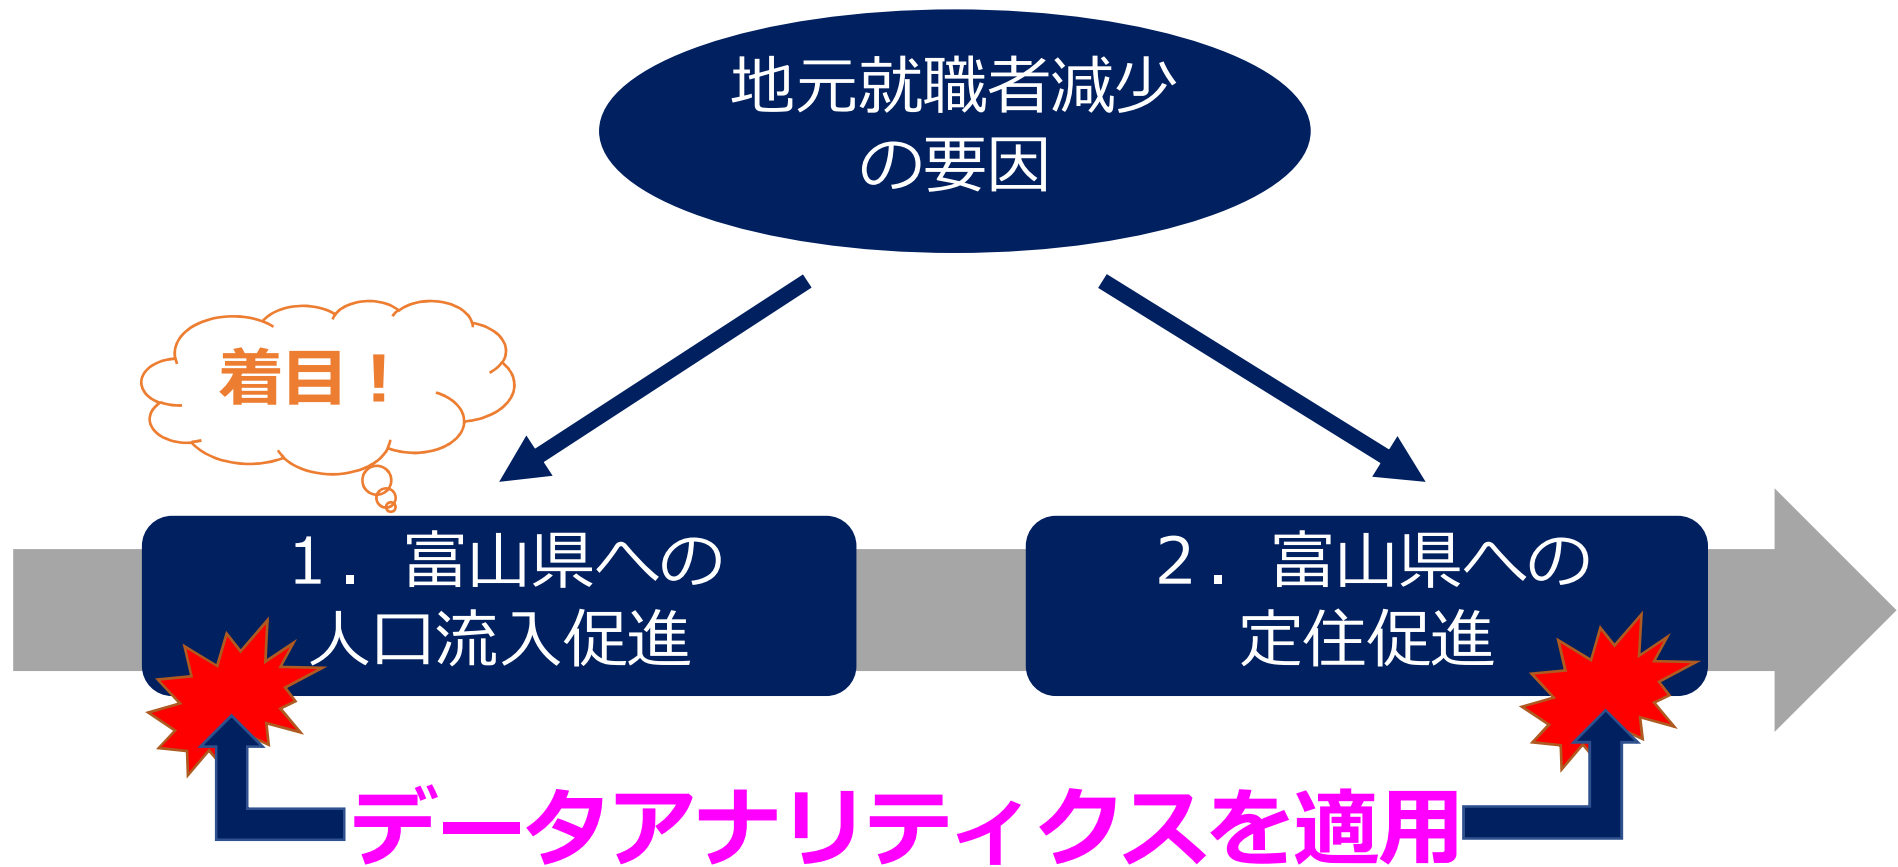 地元就職者減少
の要因
着目！
１．富山県への
人口流入促進
２．富山県への
定住促進
データアナリティクスを適用